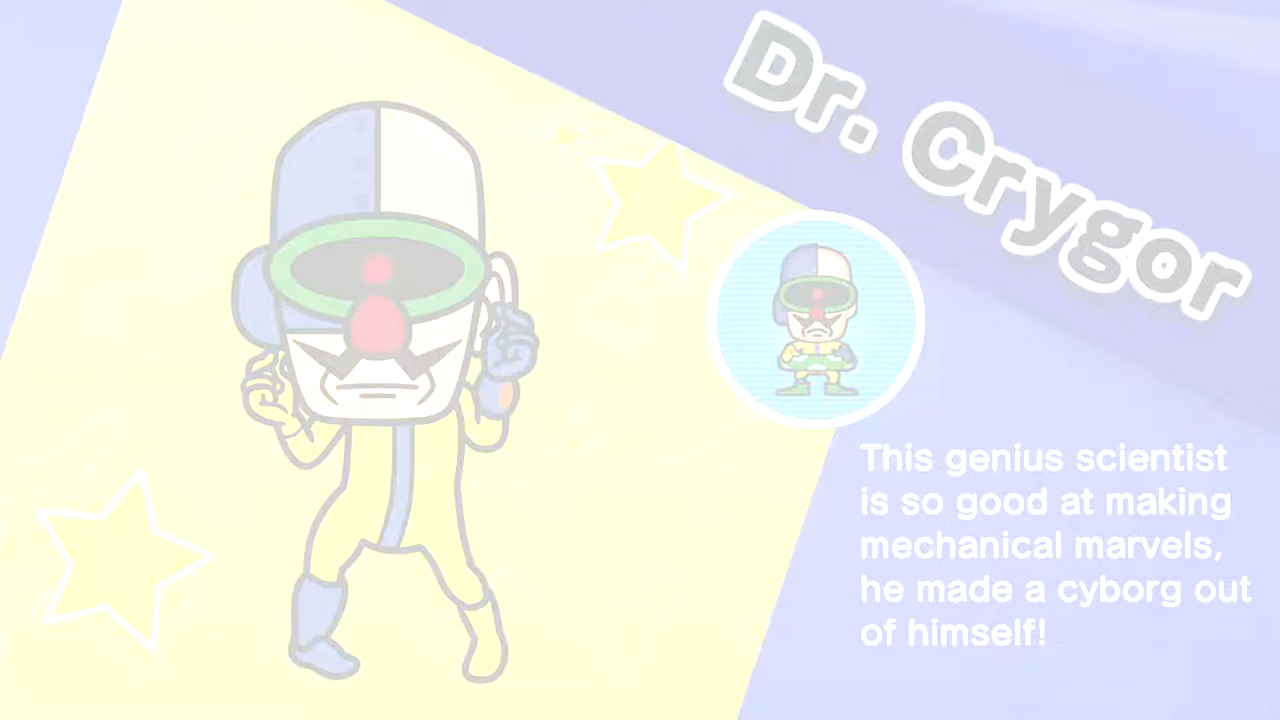 Dr. Crygor
This genius scientist
is so good at making
mechanical marvels,
he made a cyborg out
of himself!